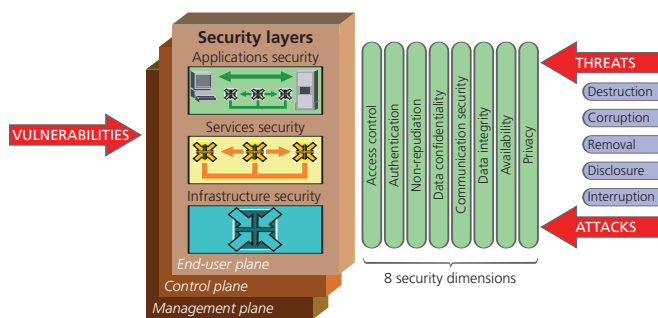 Security layers
Applications security
Services security
Infrastructure security
End-user plane
Control plane
Management plane
VULNERABILITIES
Access control
Authentication
Non-repudiation
Data confidentiality
Communication security
Data integrity
Availability
Privacy
8 security dimensions
THREATS
Destruction
Corruption
Removal
Disclosure
Interruption
ATTACKS